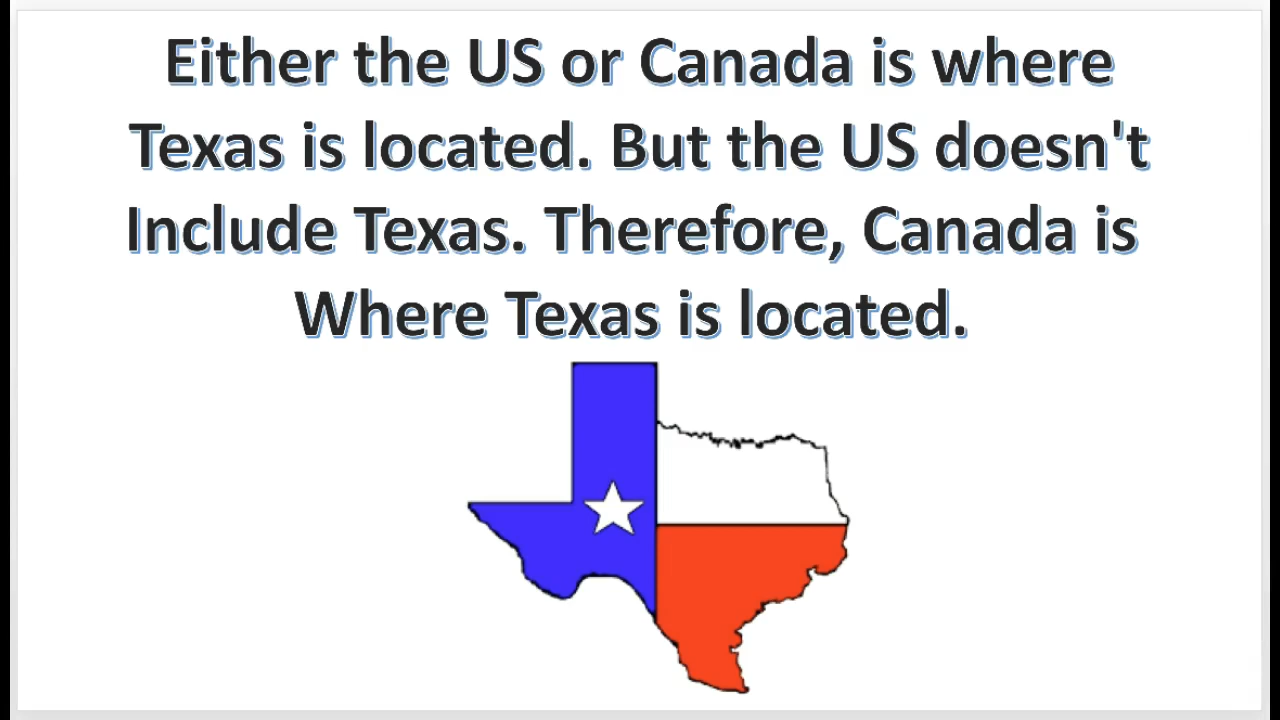 Either the US or Canada is where
Texas is located. But the US doesn't
Include Texas. Therefore, Canada is
Where Texas is located.